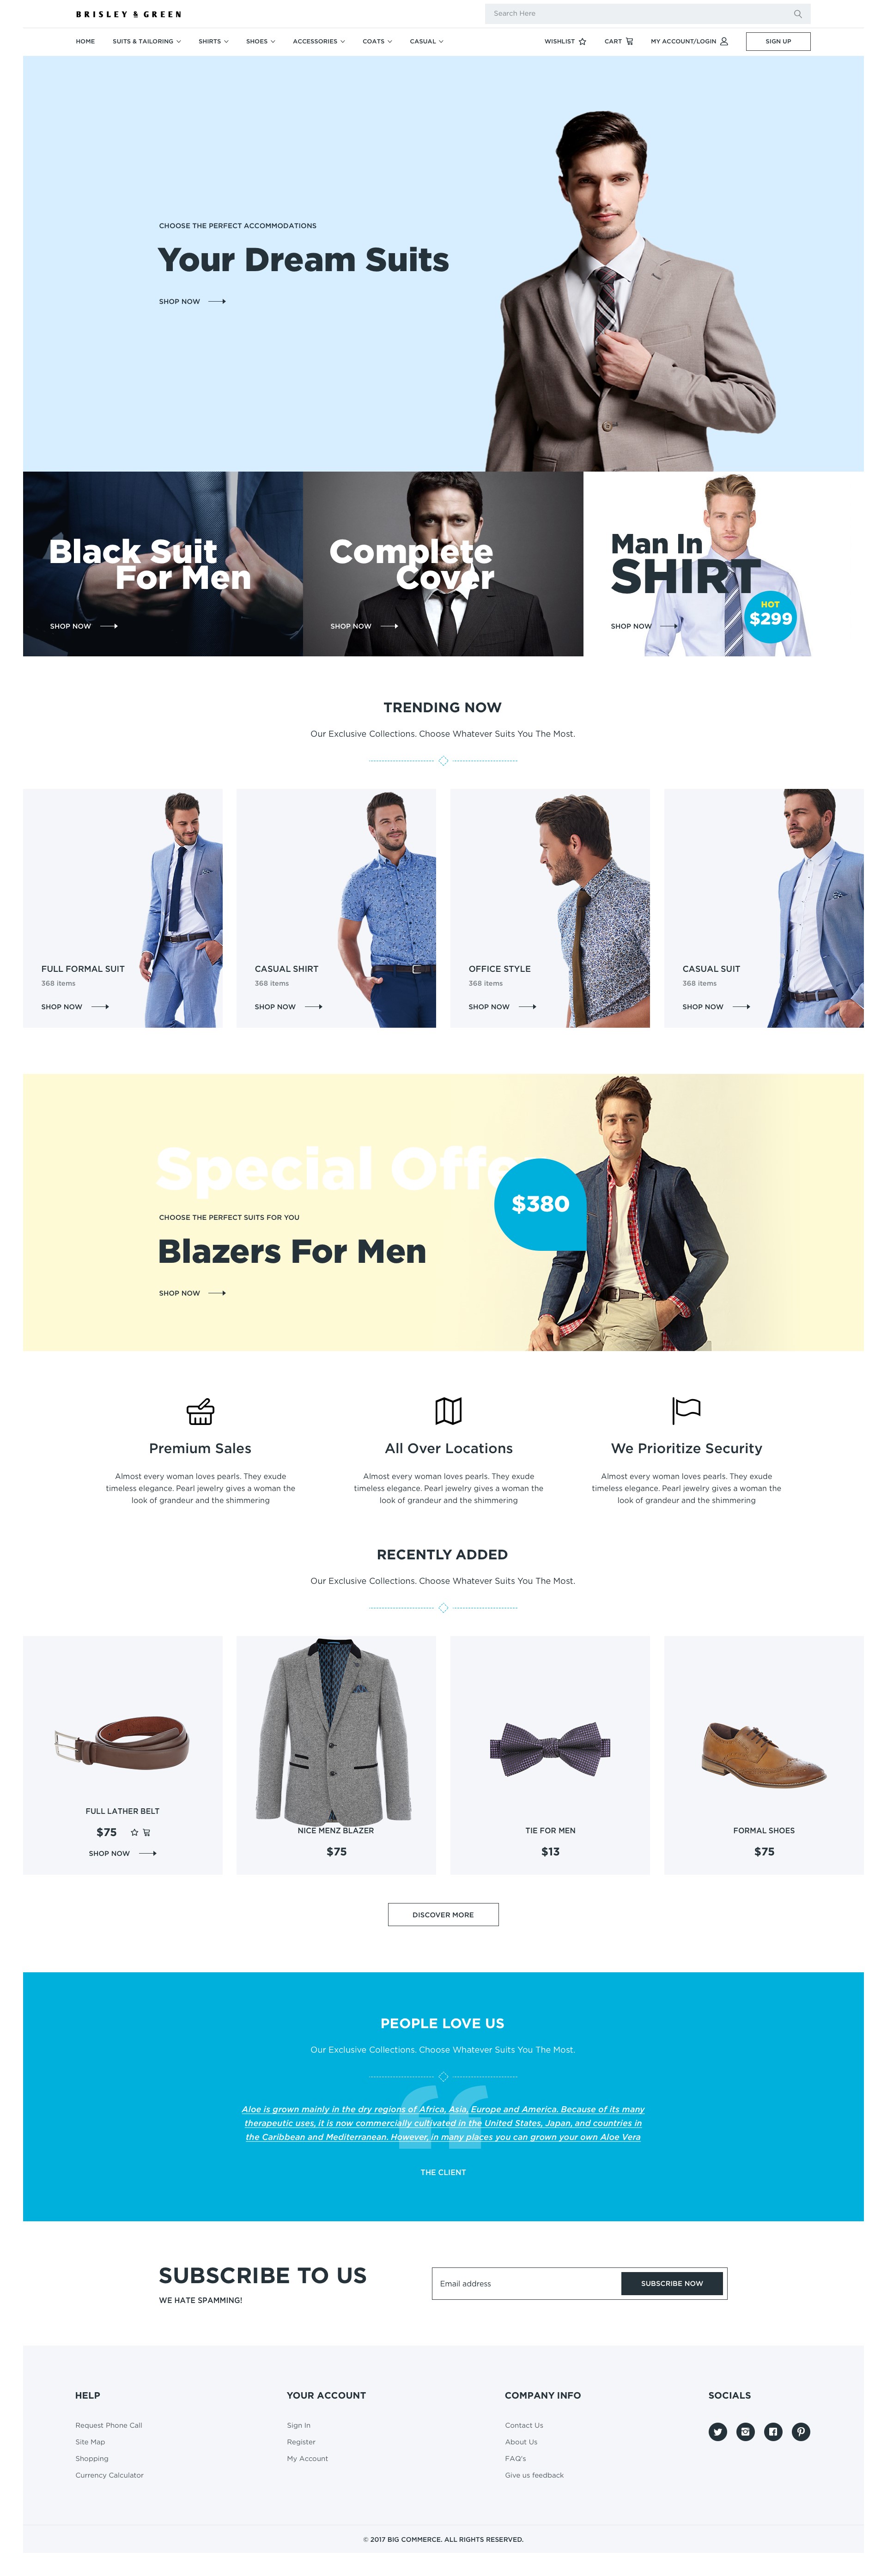 BRISLEY & GREEN
Search Here
HOME SUITS & TAILORING SHIRTS SHOES ACCESSORIES COATS CASUAL WISHLIST CART MY ACCOUNT/LOGIN SIGN UP
CHOOSE THE PERFECT ACCOMMODATIONS
Your Dream Suits
SHOP NOW
Black Suit
For Men
SHOP NOW
Complete
Cover
SHOP NOW
Man In
SHIRT
HOT
$299
SHOP NOW
TRENDING NOW
Our Exclusive Collections. Choose Whatever Suits You The Most.
FULL FORMAL SUIT
368 items
SHOP NOW
CASUAL SHIRT
368 items
SHOP NOW
OFFICE STYLE
368 items
SHOP NOW
CASUAL SUIT
368 items
SHOP NOW
Special Offe
$380
CHOOSE THE PERFECT SUITS FOR YOU
Blazers For Men
SHOP NOW
Premium Sales
Almost every woman loves pearls. They exude
timeless elegance. Pearl jewelry gives a woman the
look of grandeur and the shimmering
All Over Locations
Almost every woman loves pearls. They exude
timeless elegance. Pearl jewelry gives a woman the
look of grandeur and the shimmering
We Prioritize Security
Almost every woman loves pearls. They exude
timeless elegance. Pearl jewelry gives a woman the
look of grandeur and the shimmering
RECENTLY ADDED
Our Exclusive Collections. Choose Whatever Suits You The Most.
FULL LATHER BELT
$75
SHOP NOW
NICE MENZ BLAZER
$75
TIE FOR MEN
$13
FORMAL SHOES
$75
DISCOVER MORE
PEOPLE LOVE US
Our Exclusive Collections. Choose Whatever Suits You The Most.
“
Aloe is grown mainly in the dry regions of Africa, Asia, Europe and America. Because of its many
therapeutic uses, it is now commercially cultivated in the United States, Japan, and countries in
the Caribbean and Mediterranean. However, in many places you can grown your own Aloe Vera
THE CLIENT
SUBSCRIBE TO US
WE HATE SPAMMING!
Email address
SUBSCRIBE NOW
HELP
Request Phone Call
Site Map
Shopping
Currency Calculator
YOUR ACCOUNT
Sign In
Register
My Account
COMPANY INFO
Contact Us
About Us
FAQ's
Give us feedback
SOCIALS
© 2017 BIG COMMERCE. ALL RIGHTS RESERVED.